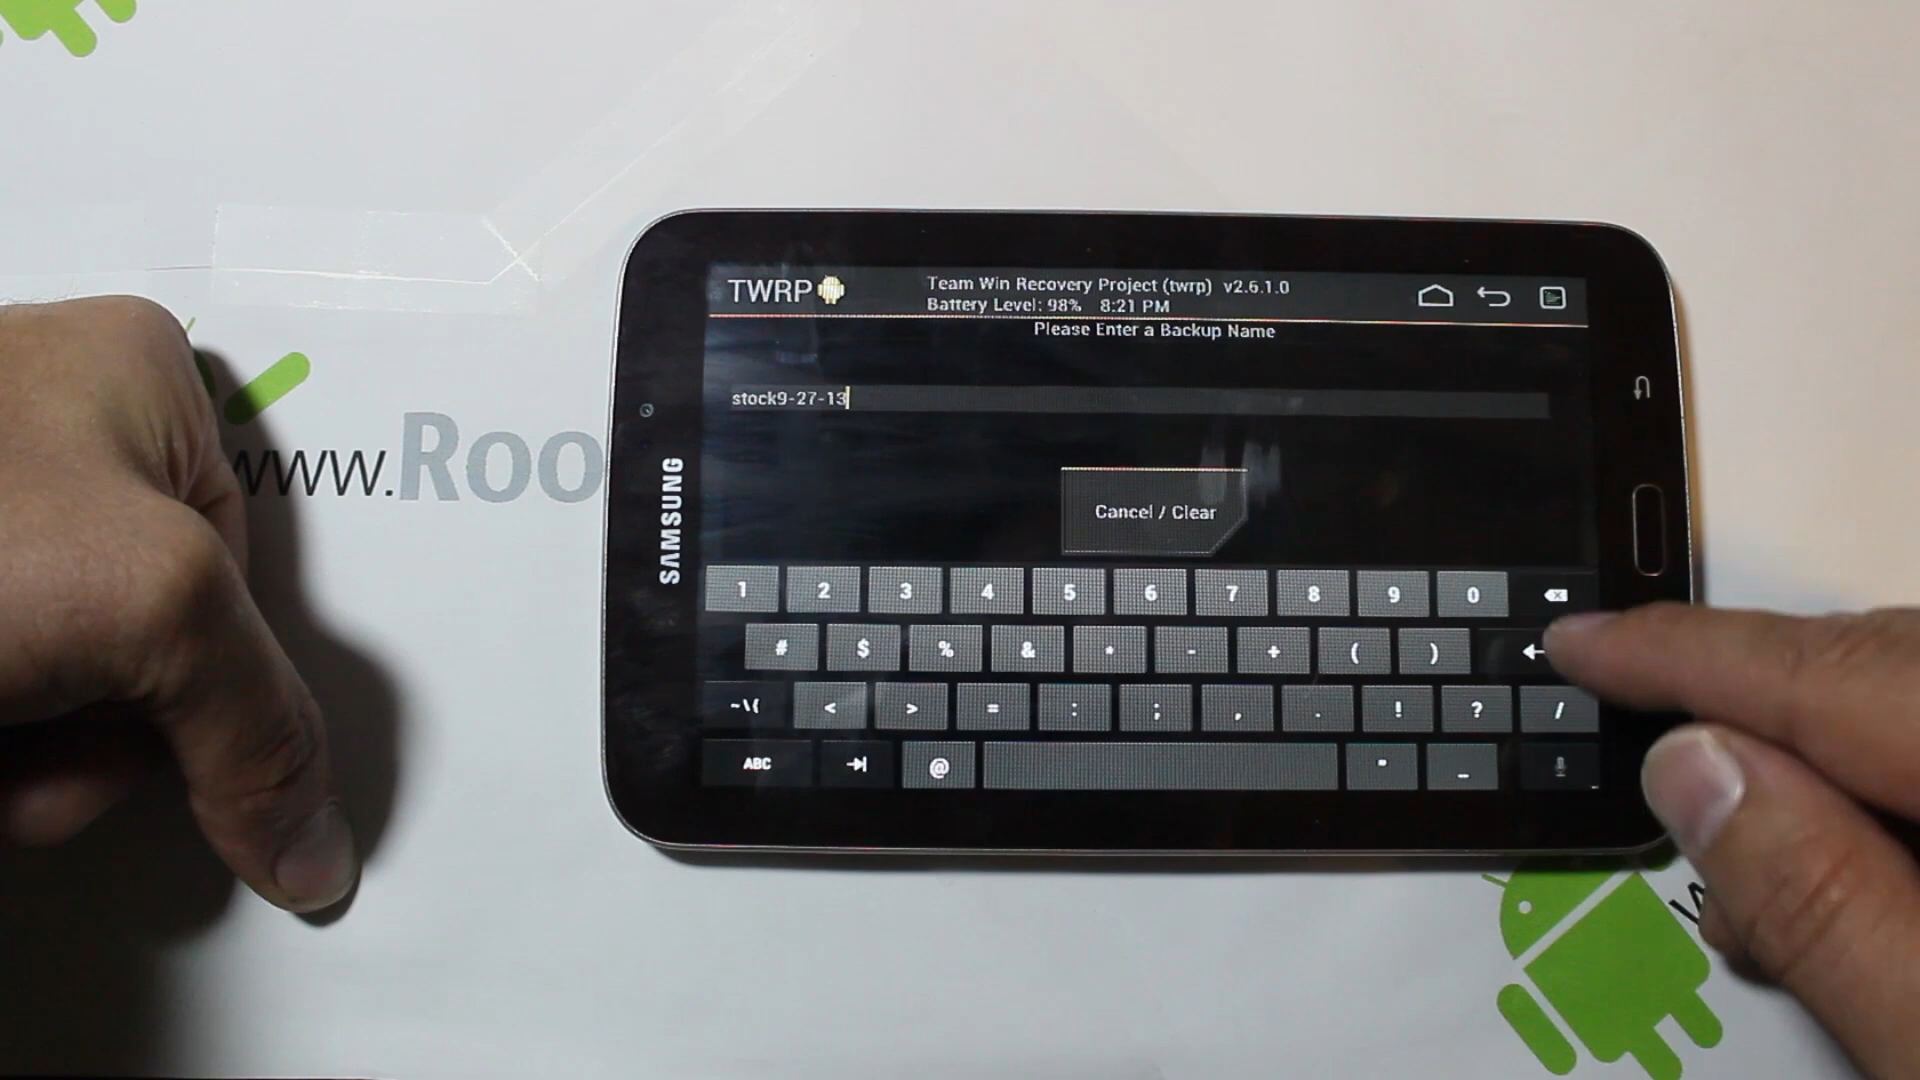 TWRP
Team Win Recovery Project (twrp) v2.6.1.0
Battery Level: 98% 8:21 PM
Please Enter a Backup Name
stock9-27-13
www.Roo
SAMSUNG
Cancel / Clear
1 2 3 4 5 6 7 8 9 0
# $ % & * - + ( )
~\{ < > = : ; , . ! ? /
ABC @ " _